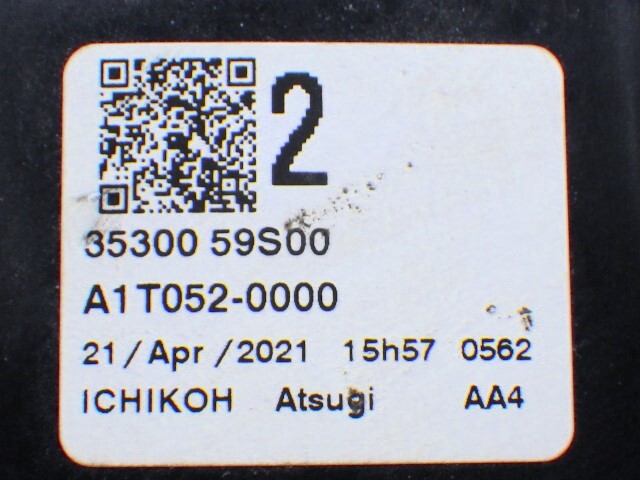 2
35300 59S00
A1T052-0000
21/Apr/2021 15h57 0562
ICHIKOH Atsugi AA4